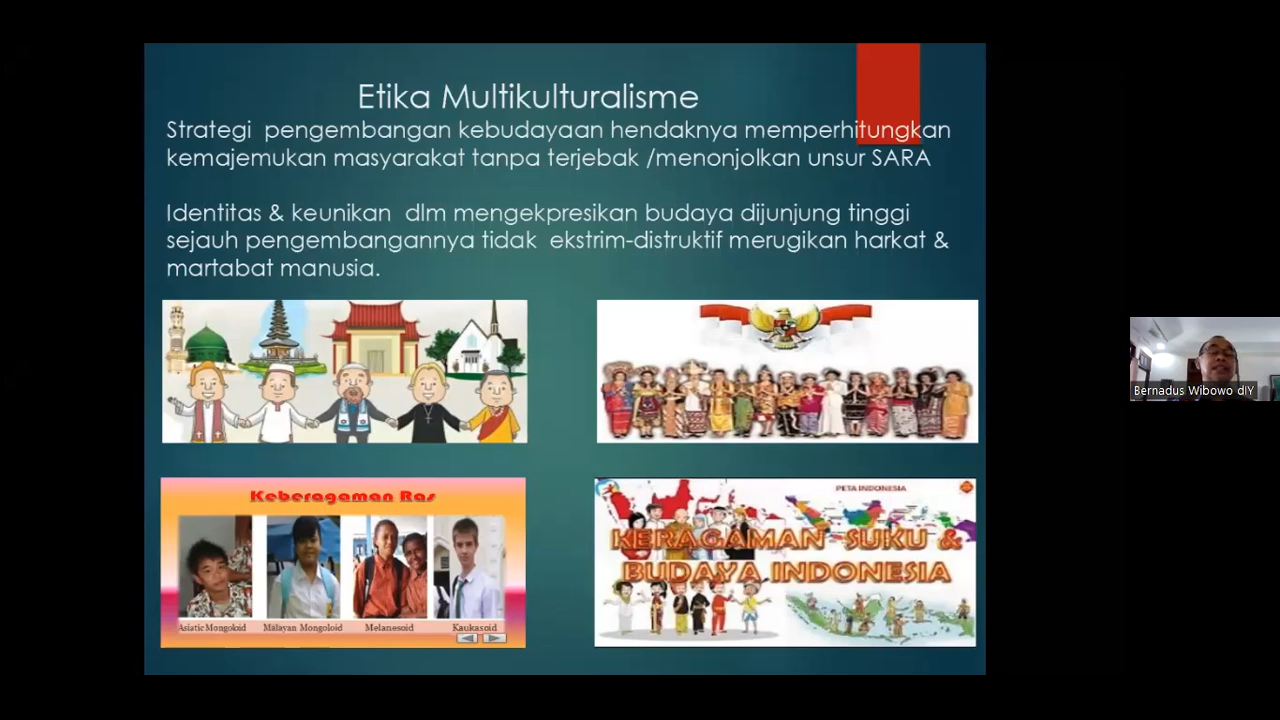 Etika Multikulturalisme
Strategi pengembangan kebudayaan hendaknya memperhitungkan
kemajemukan masyarakat tanpa terjebak /menonjolkan unsur SARA
Identitas & keunikan dlm mengekpresikan budaya dijunjung tinggi
sejauh pengembangannya tidak ekstrim-distruktif merugikan harkat &
martabat manusia.
Bernadus Wibowo dIY
Keberagaman Ras
Asiatic Mongoloid
Malayan Mongoloid
Melanesoid
Kaukasoid
PETA INDONESIA
KERAGAMAN SUKU &
BUDAYA INDONESIA